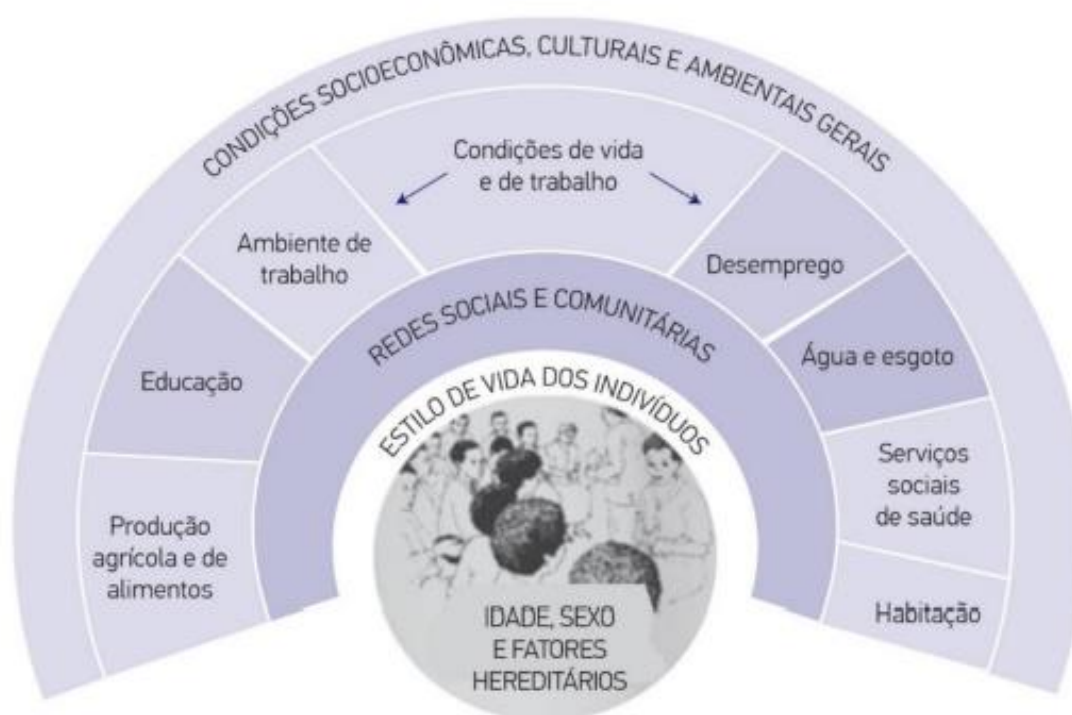 CONDIÇÕES SOCIOECONÔMICAS, CULTURAIS E AMBIENTAIS GERAIS
Condições de vida
e de trabalho
Ambiente de
trabalho
Desemprego
REDES SOCIAIS E COMUNITÁRIAS
Educação
Água e esgoto
ESTILO DE VIDA DOS INDIVÍDUOS
Produção
agrícola e de
alimentos
Serviços
sociais
de saúde
Habitação
IDADE, SEXO
E FATORES
HEREDITÁRIOS